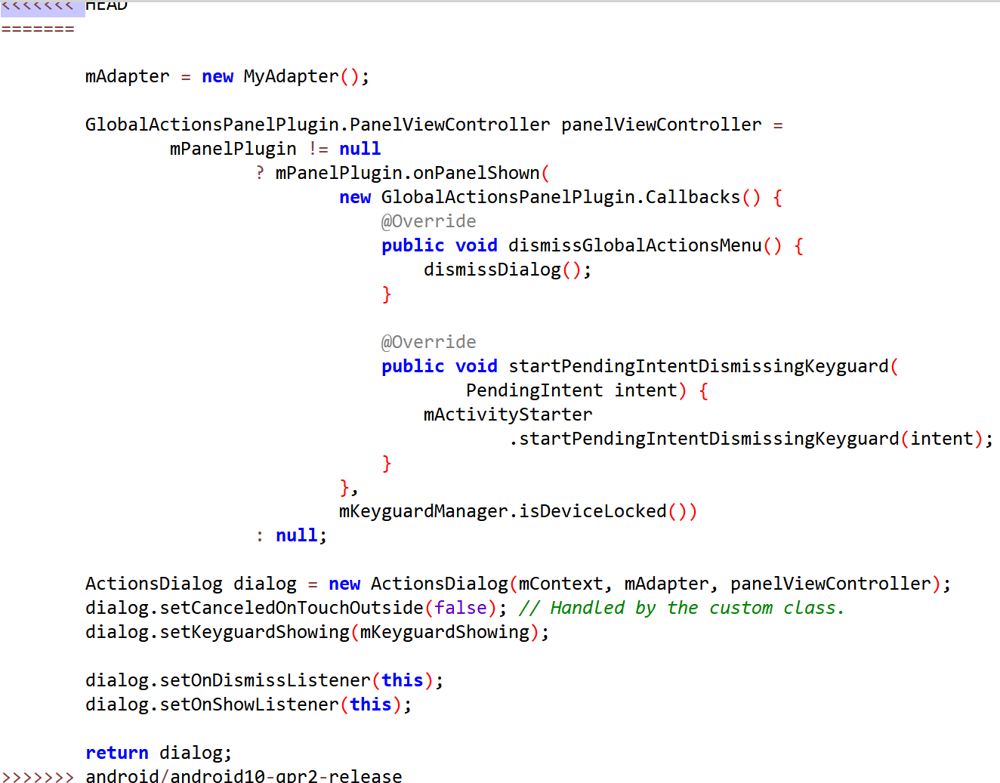 <<<<<<< HEAD
=======
mAdapter = new MyAdapter();
GlobalActionsPanelPlugin.PanelViewController panelViewController =
mPanelPlugin != null
? mPanelPlugin.onPanelShown(
new GlobalActionsPanelPlugin.Callbacks() {
@Override
public void dismissGlobalActionsMenu() {
dismissDialog();
}
@Override
public void startPendingIntentDismissingKeyguard(
PendingIntent intent) {
mActivityStarter
.startPendingIntentDismissingKeyguard(intent);
}
},
mKeyguardManager.isDeviceLocked())
: null;
ActionsDialog dialog = new ActionsDialog(mContext, mAdapter, panelViewController);
dialog.setCanceledOnTouchOutside(false); // Handled by the custom class.
dialog.setKeyguardShowing(mKeyguardShowing);
dialog.setOnDismissListener(this);
dialog.setOnShowListener(this);
return dialog;
>>>>>>> android/android10-qpr2-release